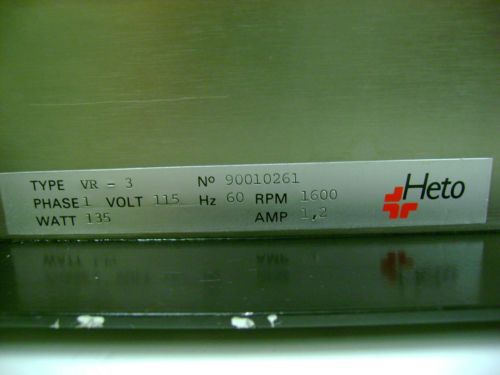 TYPE VR - 3 Nº 90010261
PHASE 1 VOLT 115 Hz 60 RPM 1600
WATT 135 AMP 1,2
Heto